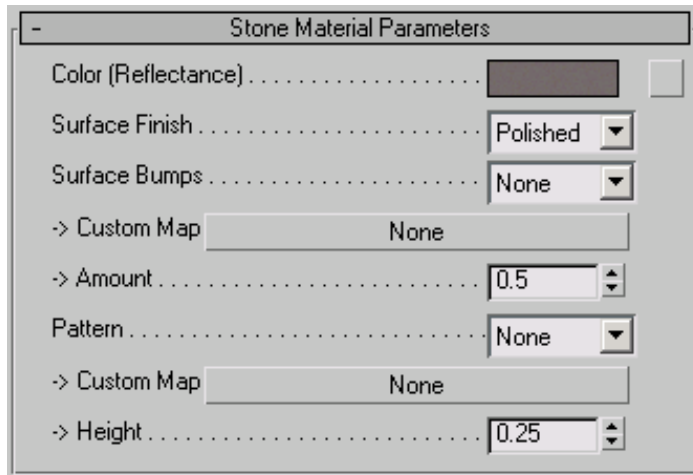 - Stone Material Parameters
Color (Reflectance) . . . . . . . . . . . . . . . . . . . .
Surface Finish . . . . . . . . . . . . . . . . . . . . . . . . Polished
Surface Bumps . . . . . . . . . . . . . . . . . . . . . . . None
-> Custom Map None
-> Amount . . . . . . . . . . . . . . . . . . . . . . . . . . . 0.5
Pattern . . . . . . . . . . . . . . . . . . . . . . . . . . . . . None
-> Custom Map None
-> Height . . . . . . . . . . . . . . . . . . . . . . . . . . . . 0.25